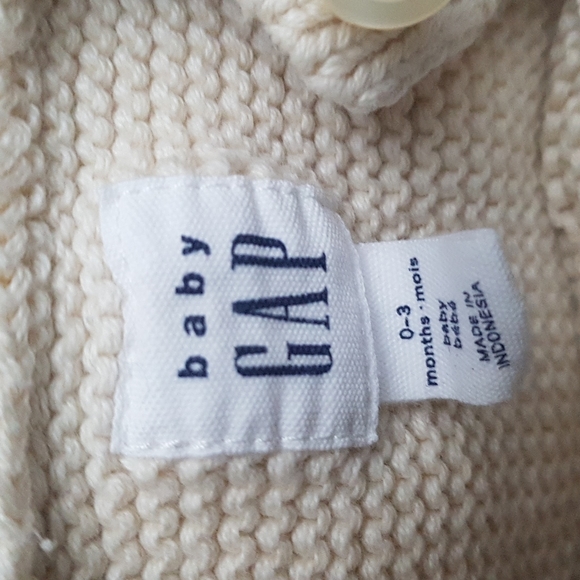 baby
GAP
0-3
months · mois
baby
bébé
MADE IN
INDONESIA